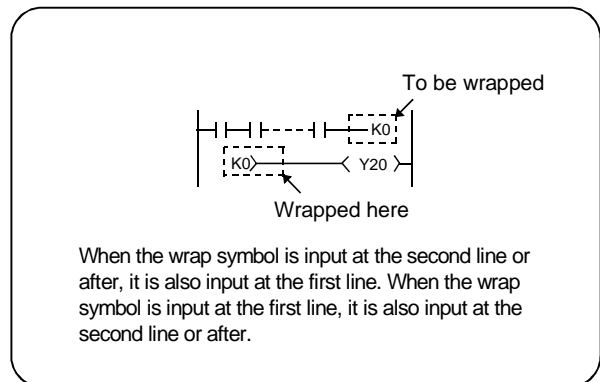 To be wrapped
K0
K0
Y20
Wrapped here
When the wrap symbol is input at the second line or
after, it is also input at the first line. When the wrap
symbol is input at the first line, it is also input at the
second line or after.